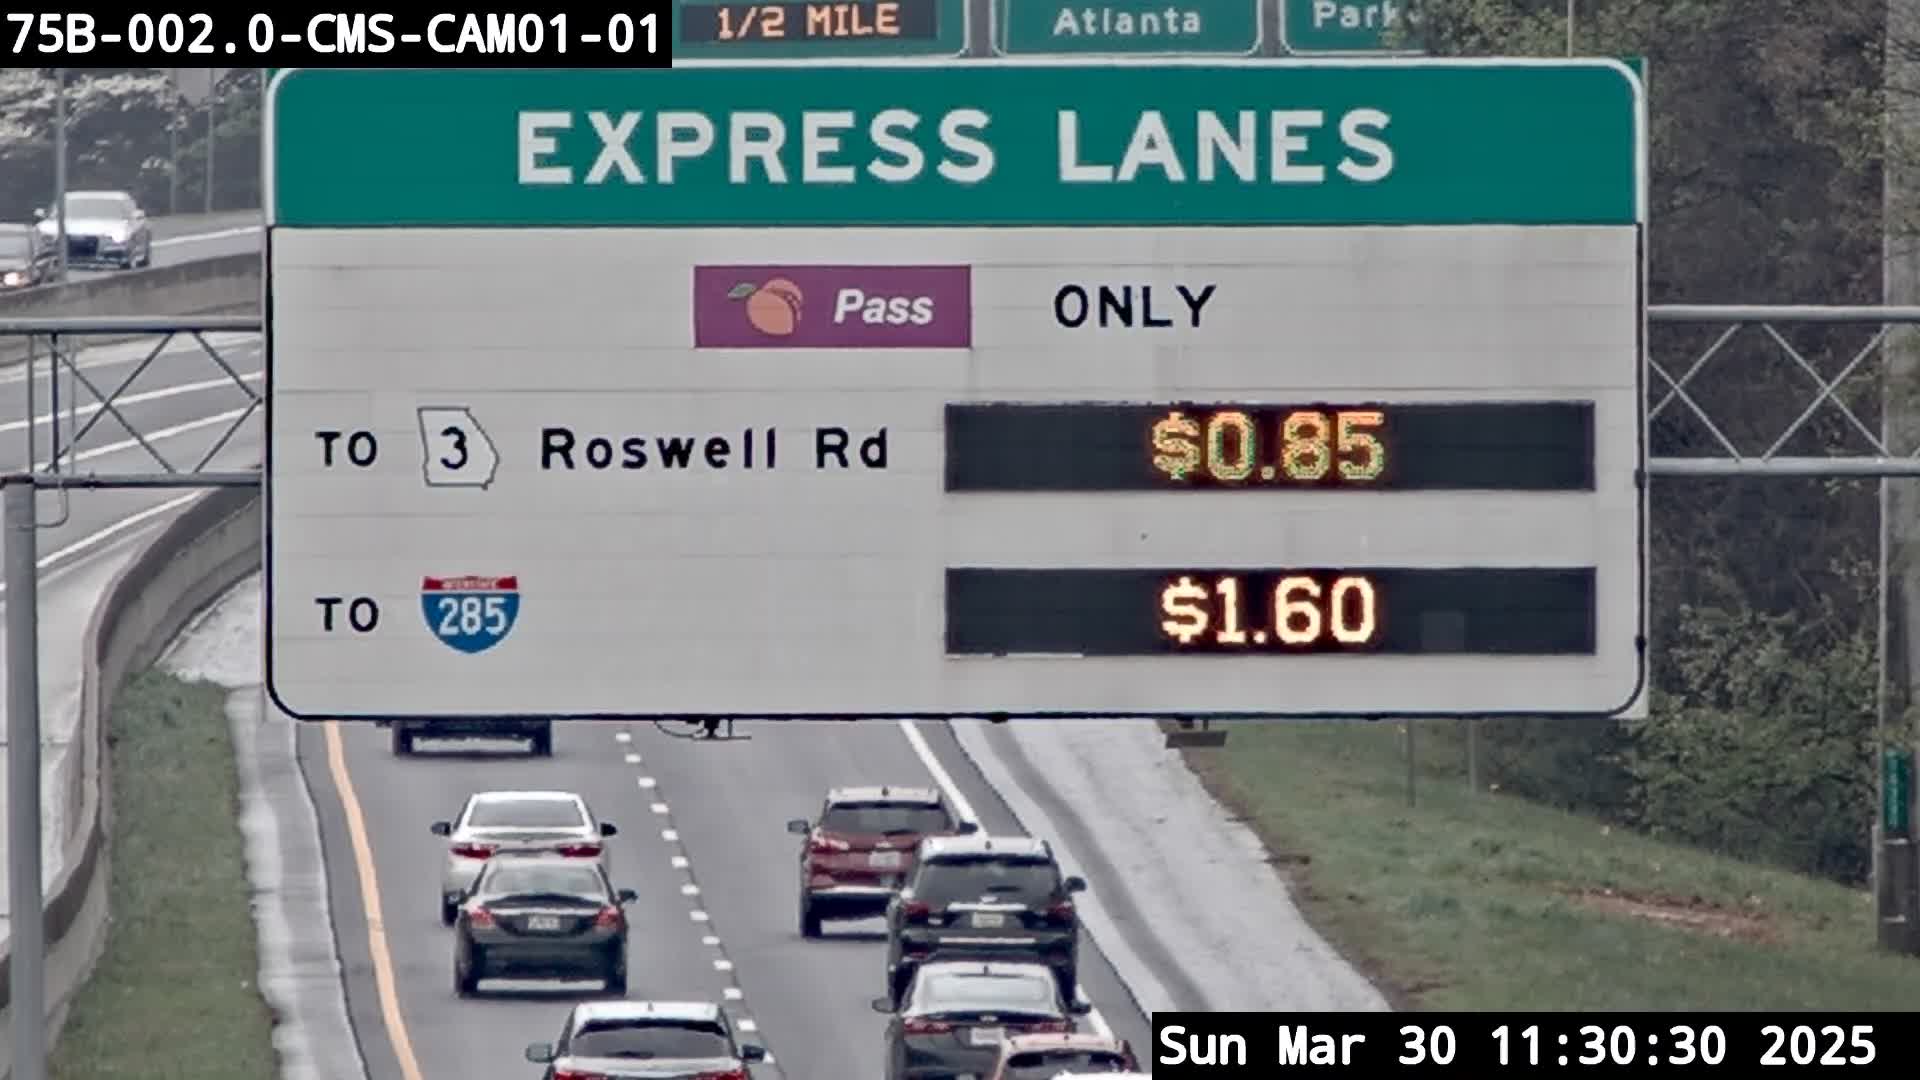 75B-002.0-CMS-CAM01-01
1/2 MILE
Atlanta
EXPRESS LANES
Pass ONLY
TO 3 Roswell Rd $0.85
TO INTERSTATE 285 $1.60
Sun Mar 30 11:30:30 2025